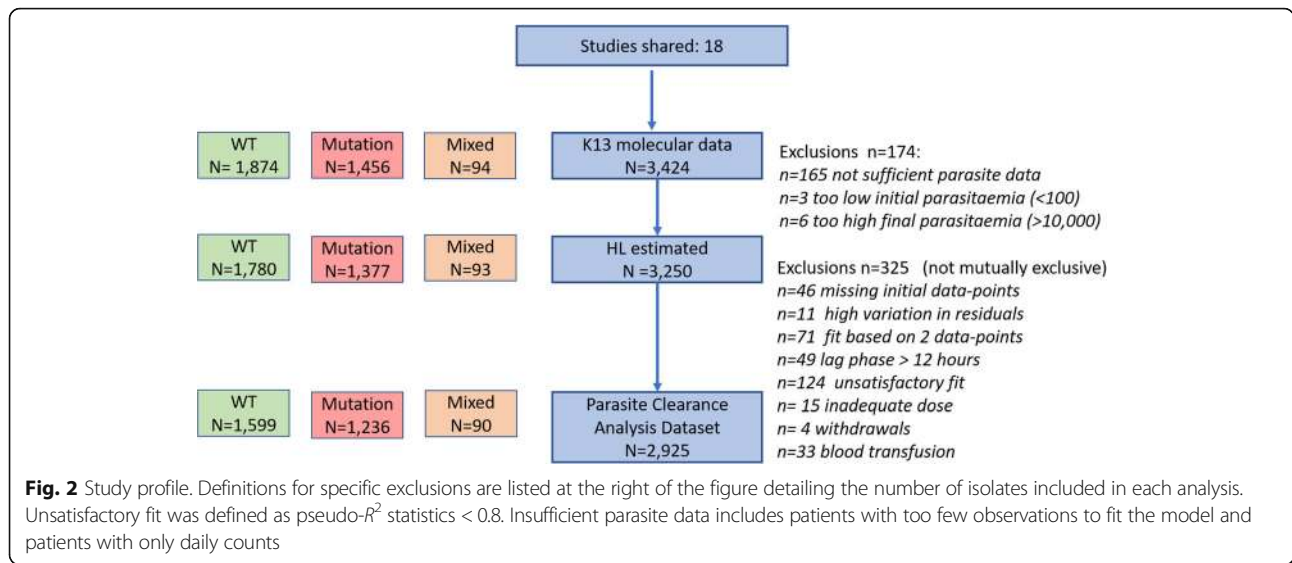 Studies shared: 18
WT
N= 1,874
Mutation
N=1,456
Mixed
N=94
K13 molecular data
N=3,424
Exclusions n=174:
n=165 not sufficient parasite data
n=3 too low initial parasitaemia (<100)
n=6 too high final parasitaemia (>10,000)
WT
N=1,780
Mutation
N=1,377
Mixed
N=93
HL estimated
N =3,250
Exclusions n=325 (not mutually exclusive)
n=46 missing initial data-points
n=11 high variation in residuals
n=71 fit based on 2 data-points
n=49 lag phase > 12 hours
n=124 unsatisfactory fit
n= 15 inadequate dose
n= 4 withdrawals
n=33 blood transfusion
WT
N=1,599
Mutation
N=1,236
Mixed
N=90
Parasite Clearance
Analysis Dataset
N=2,925
Fig. 2 Study profile. Definitions for specific exclusions are listed at the right of the figure detailing the number of isolates included in each analysis.
Unsatisfactory fit was defined as pseudo-R² statistics < 0.8. Insufficient parasite data includes patients with too few observations to fit the model and
patients with only daily counts